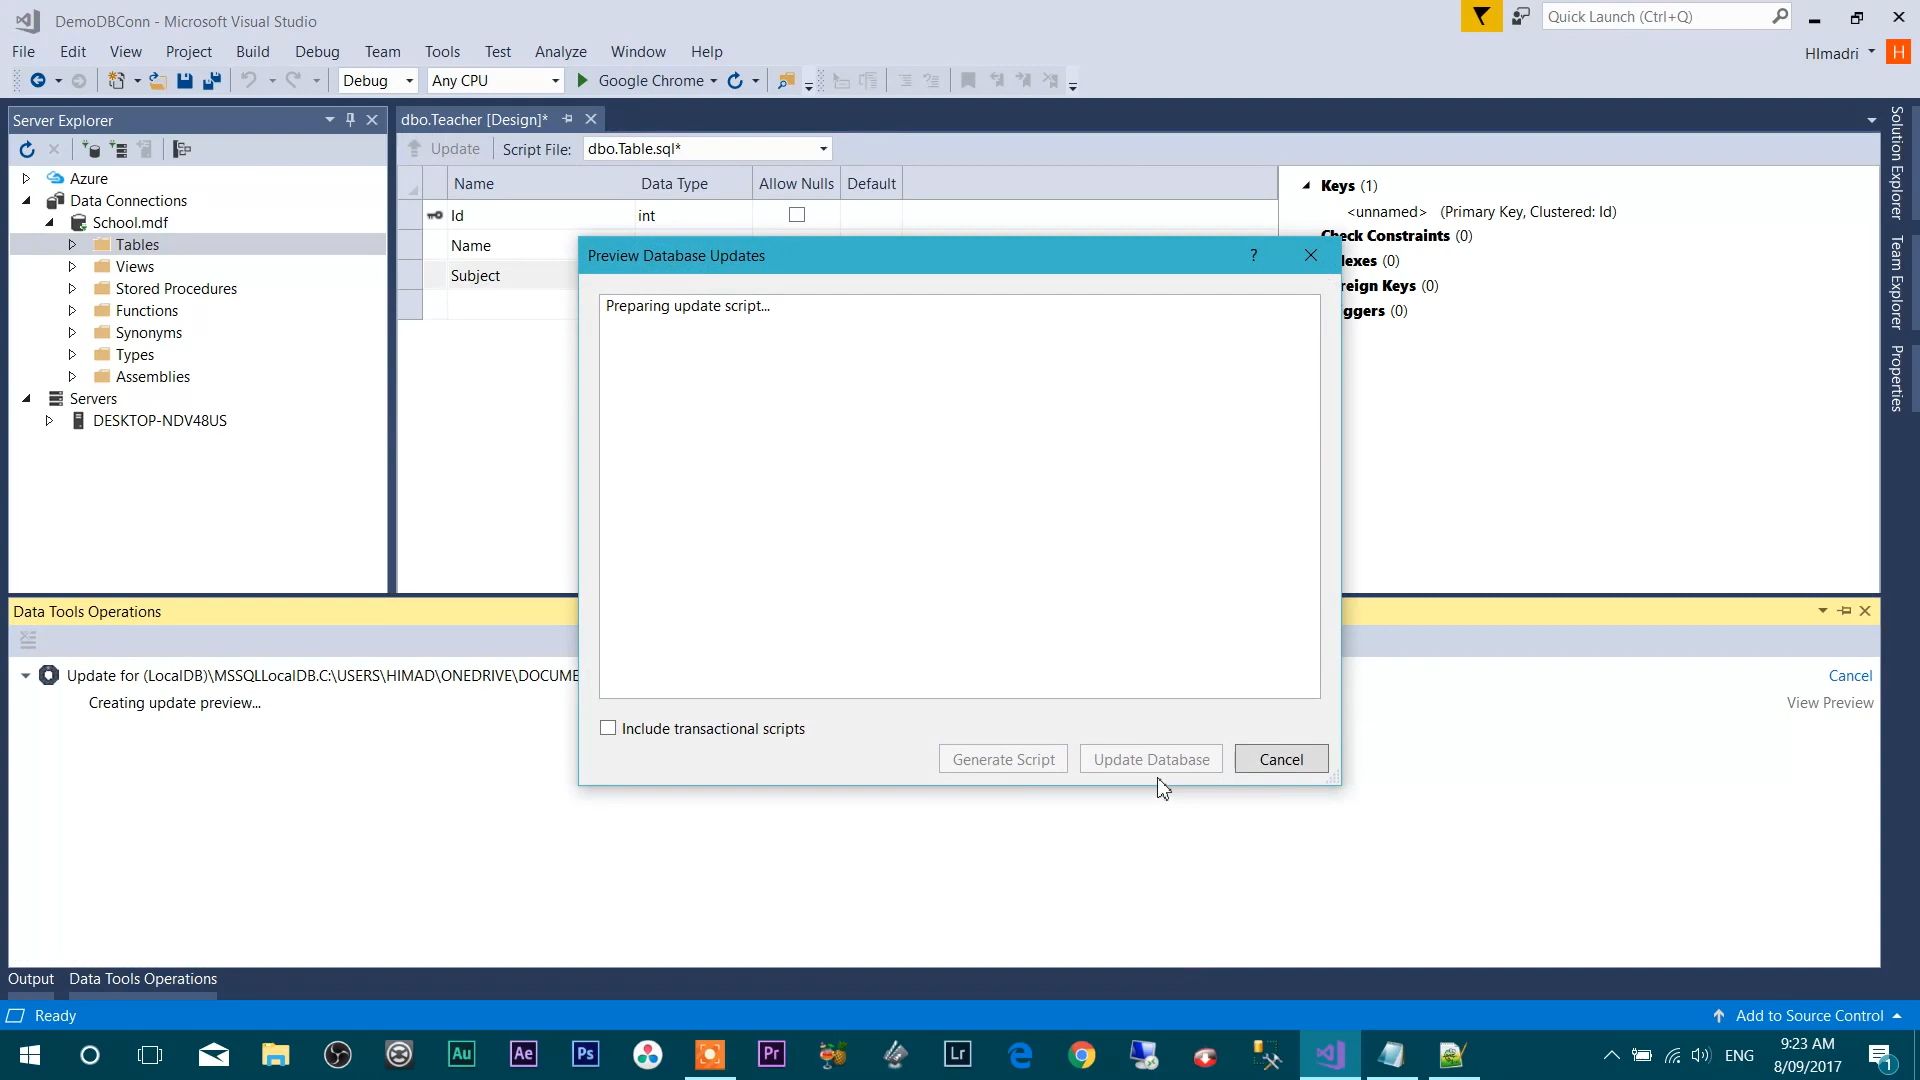 DemoDBConn - Microsoft Visual Studio
Quick Launch (Ctrl+Q)
File Edit View Project Build Debug Team Tools Test Analyze Window Help
HImadri H
Debug Any CPU Google Chrome
Server Explorer
dbo.Teacher [Design]*
Update Script File: dbo.Table.sql*
Azure
Data Connections
School.mdf
Tables
Views
Stored Procedures
Functions
Synonyms
Types
Assemblies
Servers
DESKTOP-NDV48US
Name Data Type Allow Nulls Default
Id int
Name
Subject
Keys (1)
<unnamed> (Primary Key, Clustered: Id)
Check Constraints (0)
exes (0)
reign Keys (0)
ggers (0)
Solution Explorer
Team Explorer
Properties
Preview Database Updates
?
Preparing update script...
Include transactional scripts
Generate Script Update Database Cancel
Data Tools Operations
Update for (LocalDB)\MSSQLLocalDB.C:\USERS\HIMAD\ONEDRIVE\DOCUME
Cancel
Creating update preview...
View Preview
Output Data Tools Operations
Ready
Add to Source Control
Au Ae Ps Pr Lr
ENG
9:23 AM
8/09/2017
1